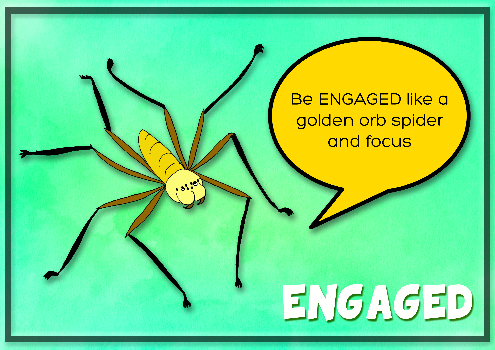 Be ENGAGED like a
golden orb spider
and focus
ENGAGED